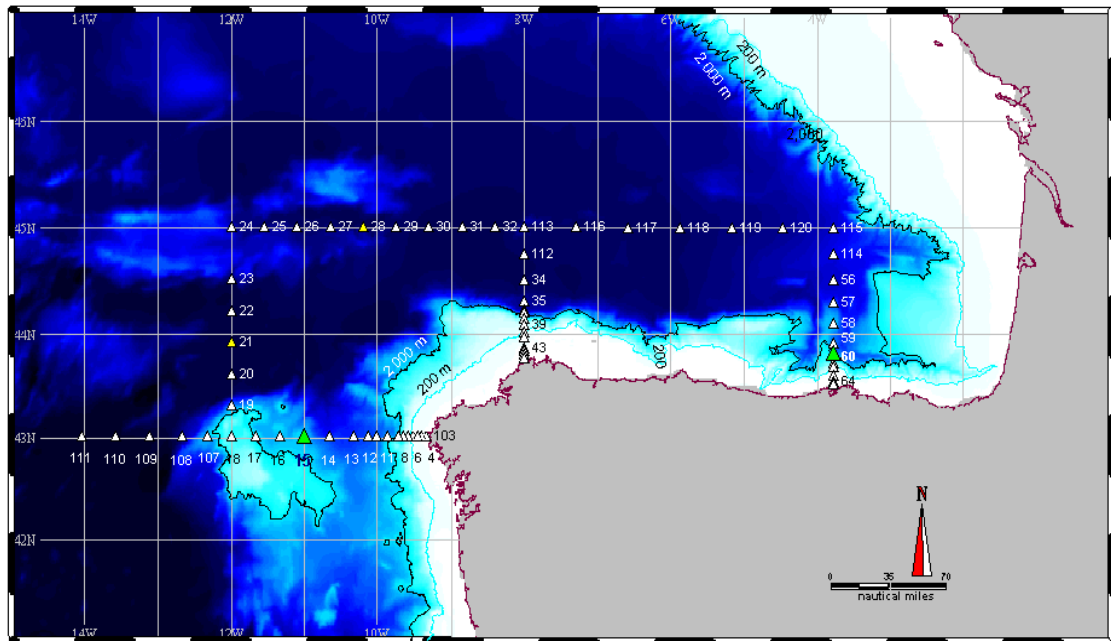 14W 12W 10W 8W 6W 4W 2W
200 m
2,000 m
45N
2,000
45N 24 25 26 27 28 29 30 31 32 113 116 117 118 119 120 115
112 114
23 34 56
35 57
22 39 58
44N 21 59
2,000 m 43 200 60
20 200 m 64
19
43N 103
111 110 109 108 107 18 17 16 15 14 13 12 11 8 6 4
N
42N
0 35 70
nautical miles
14W 12W 10W